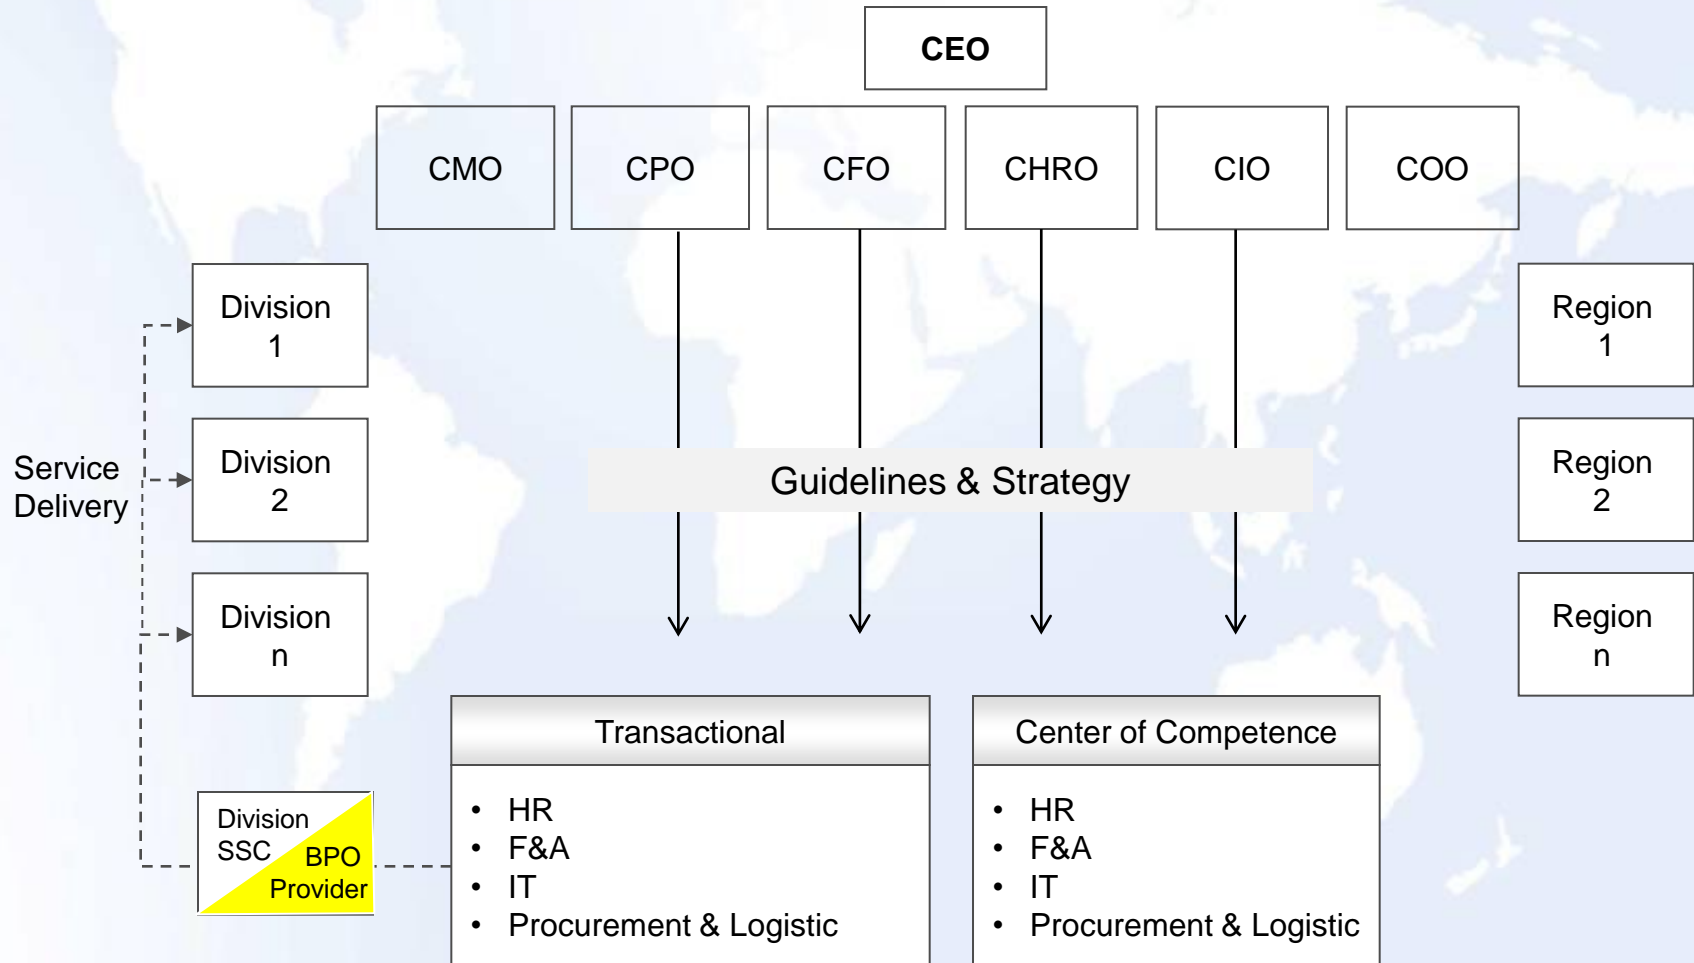 CEO
CMO
CPO
CFO
CHRO
CIO
COO
Division
1
Region
1
Service
Delivery
Division
2
Guidelines & Strategy
Region
2
Division
n
Region
n
Transactional
Center of Competence
Division
SSC
BPO
Provider
• HR
• F&A
• IT
• Procurement & Logistic
• HR
• F&A
• IT
• Procurement & Logistic